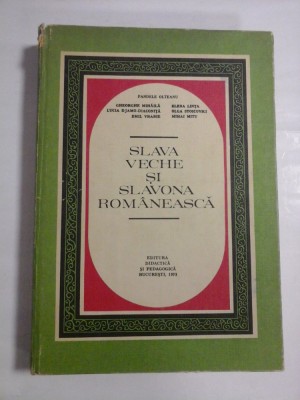 PANDELE OLTEANU
GHEORGHE MIHĂILĂ ELENA LINȚA
LUCIA DJAMO-DIACONIȚĂ OLGA STOICOVICI
EMIL VRABIE MIHAI MITU
SLAVA
VECHE
ȘI
SLAVONA
ROMÂNEASCĂ
EDITURA
DIDACTICĂ
ȘI PEDAGOGICĂ
BUCUREȘTI, 1975